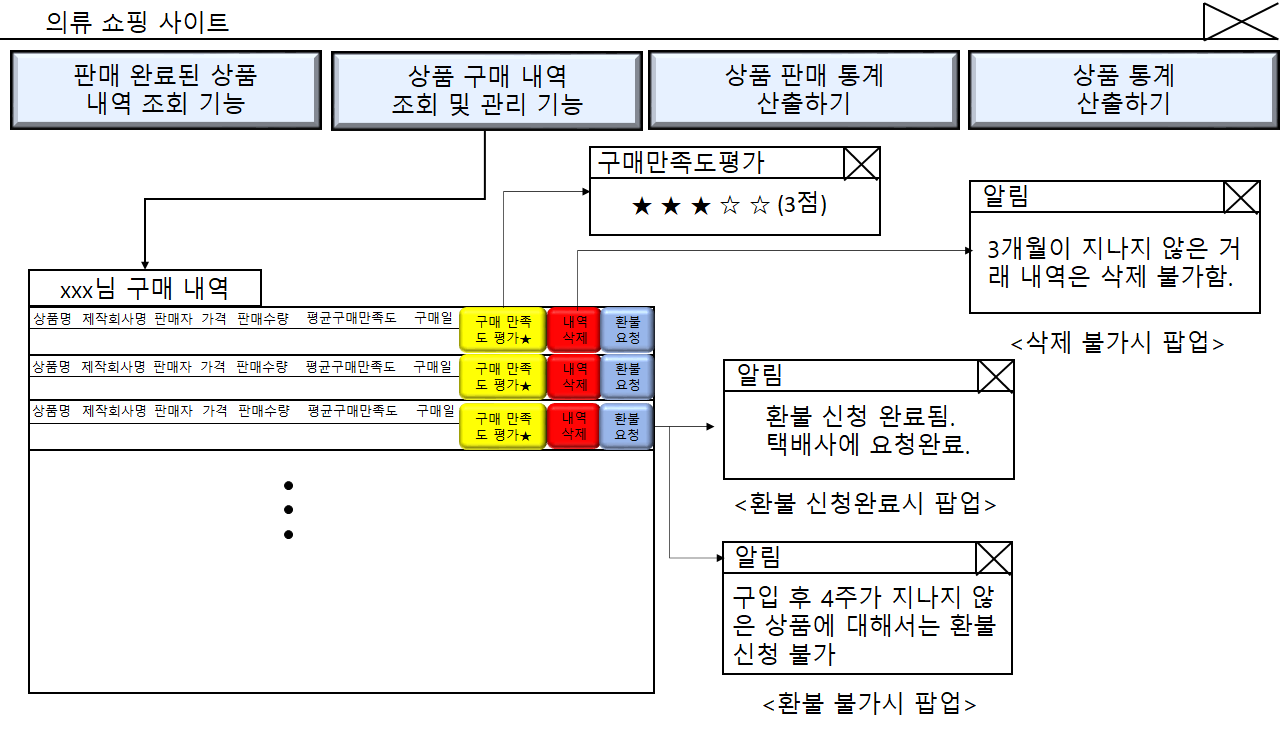 의류 쇼핑 사이트
판매 완료된 상품
내역 조회 기능
상품 구매 내역
조회 및 관리 기능
상품 판매 통계
산출하기
상품 통계
산출하기
구매만족도평가
★ ★ ★ ☆ ☆ (3점)
알림
3개월이 지나지 않은 거
래 내역은 삭제 불가함.
<삭제 불가시 팝업>
xxx님 구매 내역
상품명 제작회사명 판매자 가격 판매수량 평균구매만족도 구매일
구매 만족
도 평가★
내역
삭제
환불
요청
상품명 제작회사명 판매자 가격 판매수량 평균구매만족도 구매일
구매 만족
도 평가★
내역
삭제
환불
요청
상품명 제작회사명 판매자 가격 판매수량 평균구매만족도 구매일
구매 만족
도 평가★
내역
삭제
환불
요청
알림
환불 신청 완료됨.
택배사에 요청완료.
<환불 신청완료시 팝업>
알림
구입 후 4주가 지나지 않
은 상품에 대해서는 환불
신청 불가
<환불 불가시 팝업>